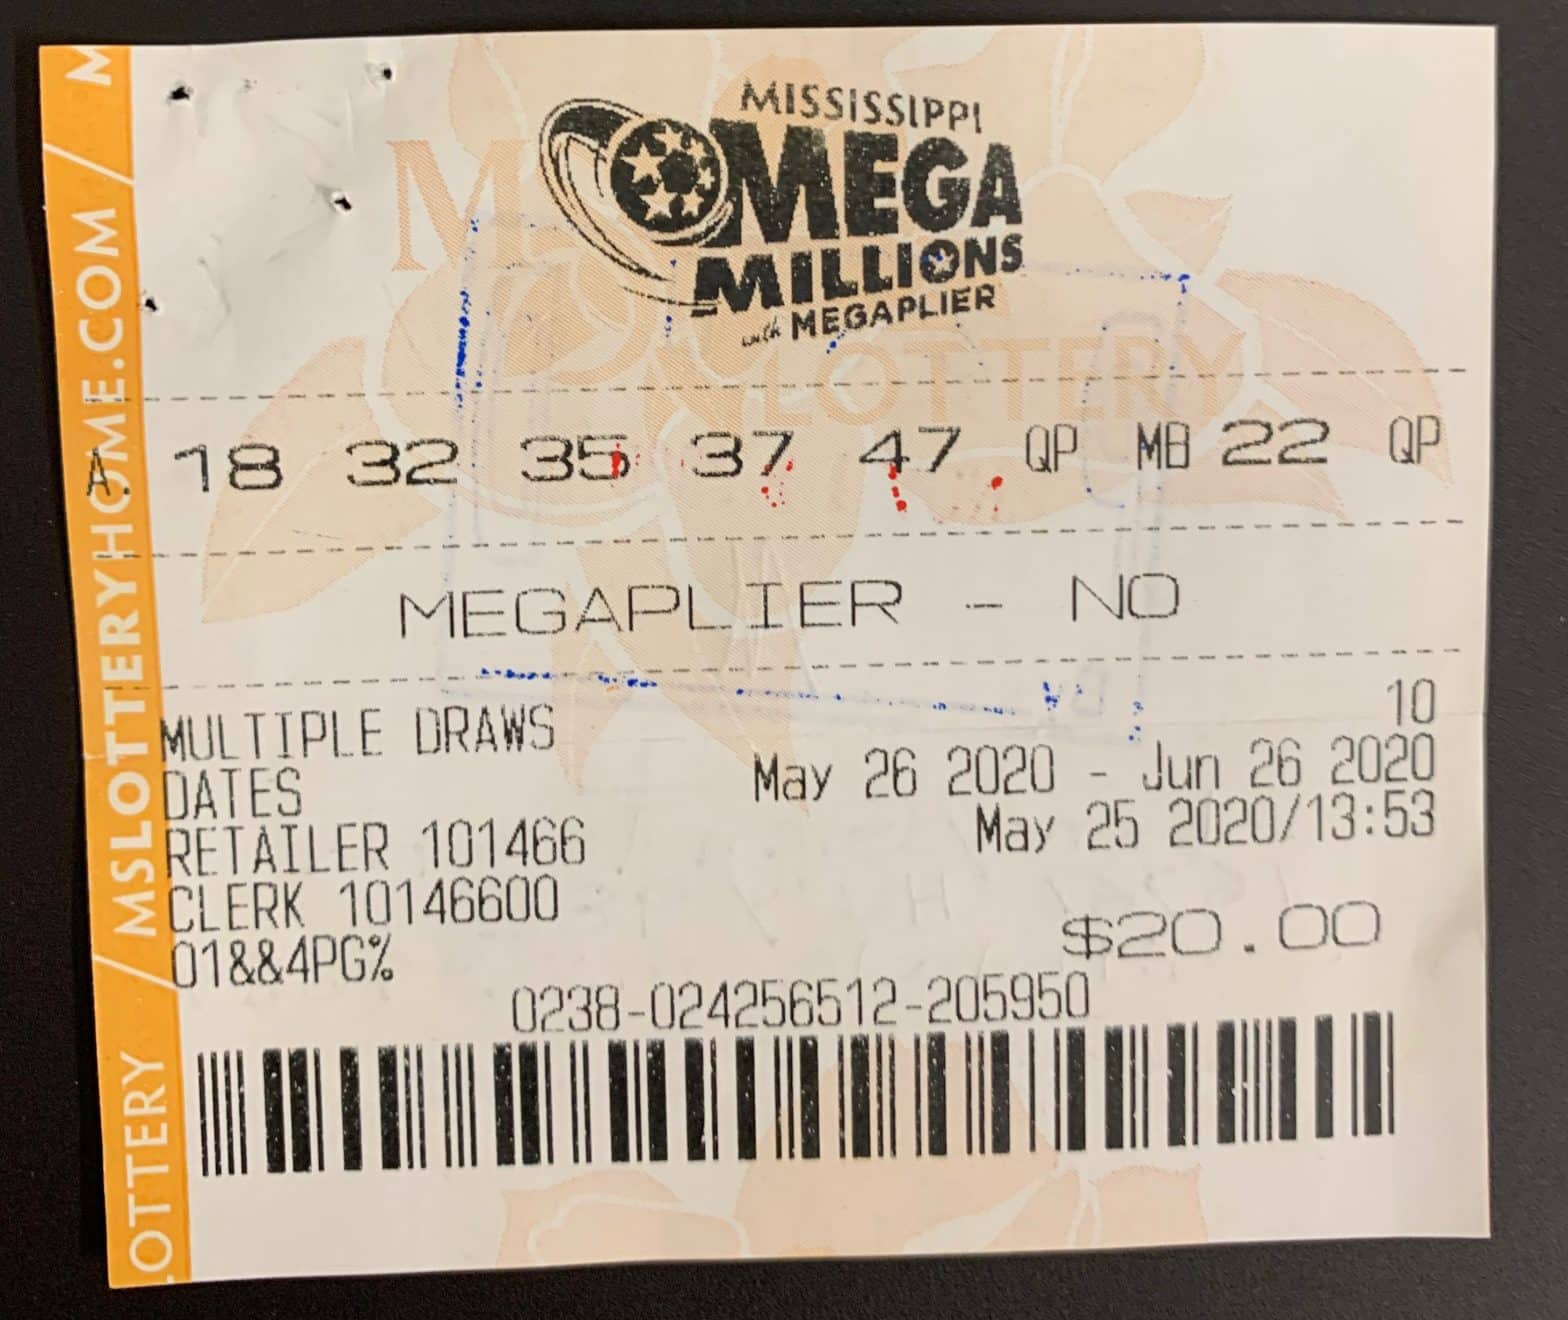 MISSISSIPPI
MEGA
MILLIONS
with MEGAPLIER
M
LOTTERY
A. 18 32 35 37 47 QP MB 22 QP
MEGAPLIER - NO
MULTIPLE DRAWS 10
DATES May 26 2020 - Jun 26 2020
RETAILER 101466 May 25 2020/13:53
CLERK 10146600
01&&4PG% $20.00
0238-024256512-205950
OTTERY / MSLOTTERYHOME.COM / M